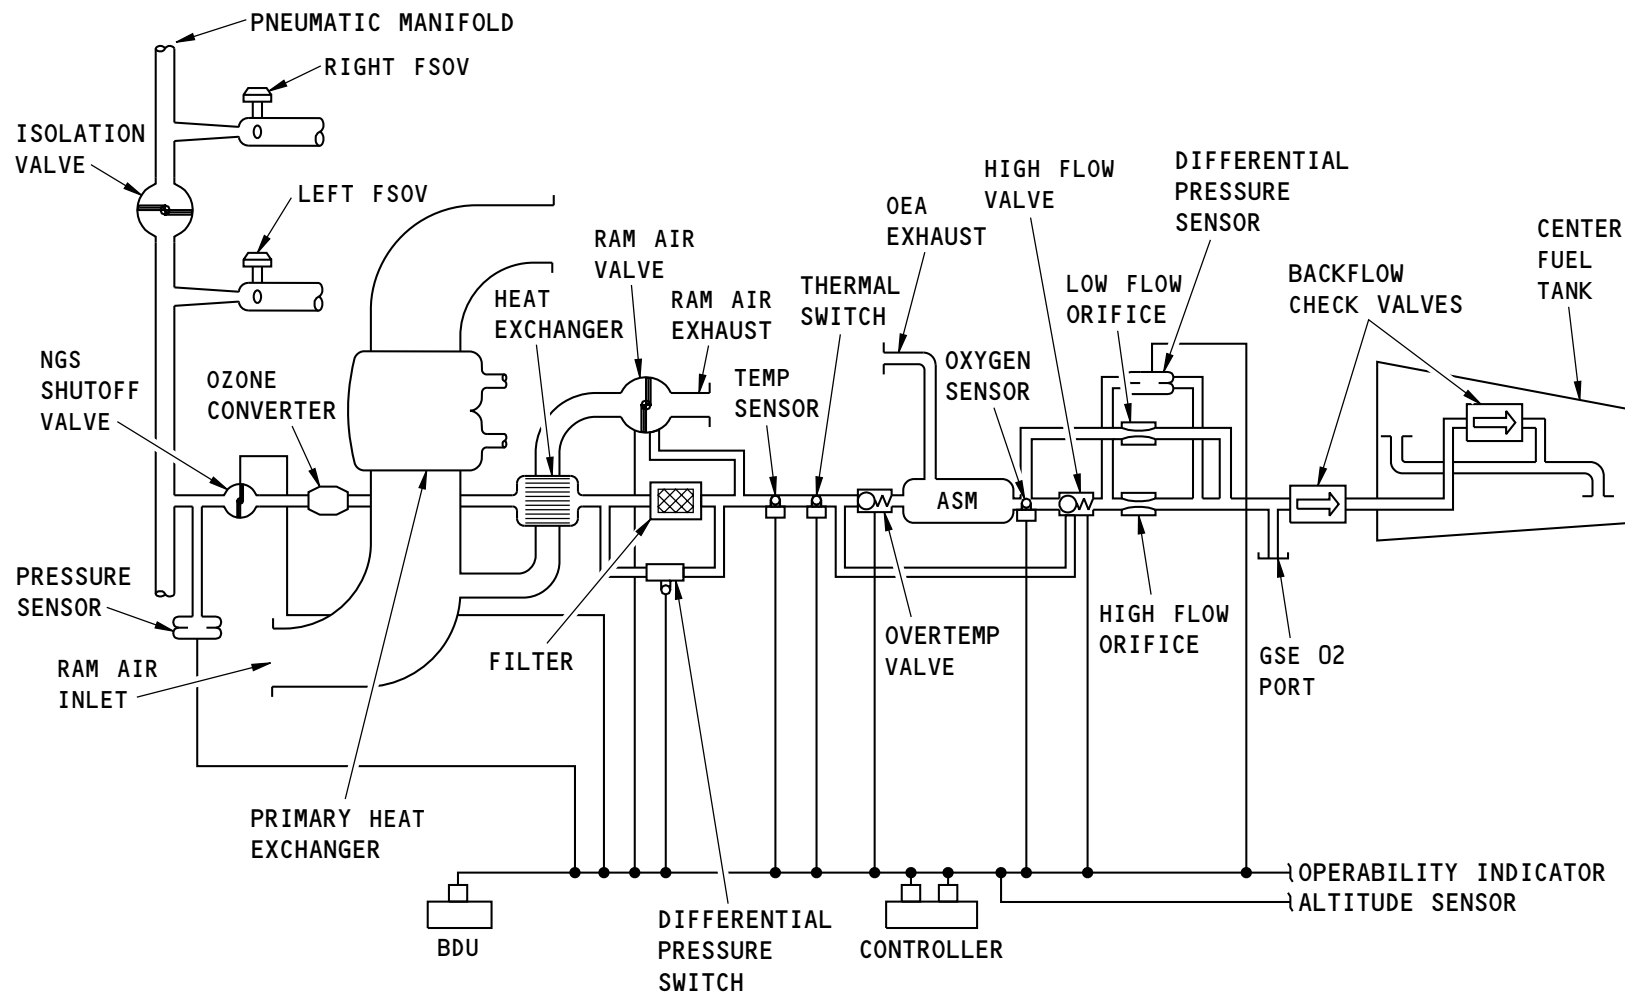 PNEUMATIC MANIFOLD
RIGHT FSOV
ISOLATION
VALVE
LEFT FSOV
RAM AIR
VALVE
HEAT
EXCHANGER
RAM AIR
EXHAUST
THERMAL
SWITCH
OEA
EXHAUST
HIGH FLOW
VALVE
DIFFERENTIAL
PRESSURE
SENSOR
LOW FLOW
ORIFICE
BACKFLOW
CHECK VALVES
CENTER
FUEL
TANK
NGS
SHUTOFF
VALVE
OZONE
CONVERTER
TEMP
SENSOR
OXYGEN
SENSOR
ASM
PRESSURE
SENSOR
RAM AIR
INLET
FILTER
OVERTEMP
VALVE
HIGH FLOW
ORIFICE
GSE O2
PORT
PRIMARY HEAT
EXCHANGER
OPERABILITY INDICATOR
ALTITUDE SENSOR
BDU
DIFFERENTIAL
PRESSURE
SWITCH
CONTROLLER